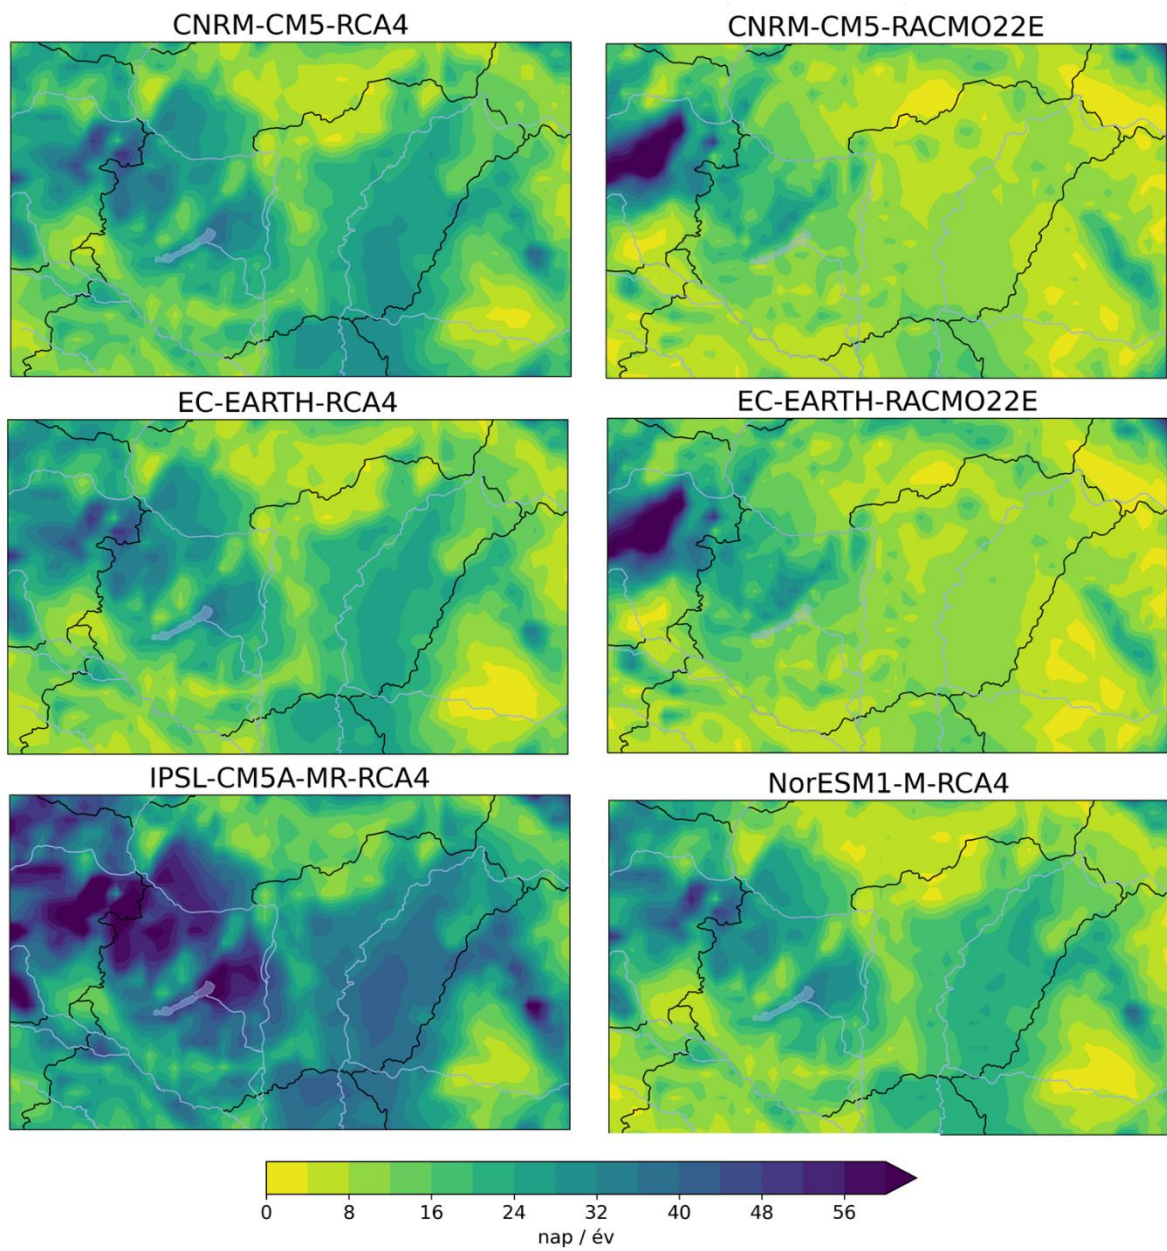 CNRM-CM5-RCA4
CNRM-CM5-RACMO22E
EC-EARTH-RCA4
EC-EARTH-RACMO22E
IPSL-CM5A-MR-RCA4
NorESM1-M-RCA4
0 8 16 24 32 40 48 56
nap / év